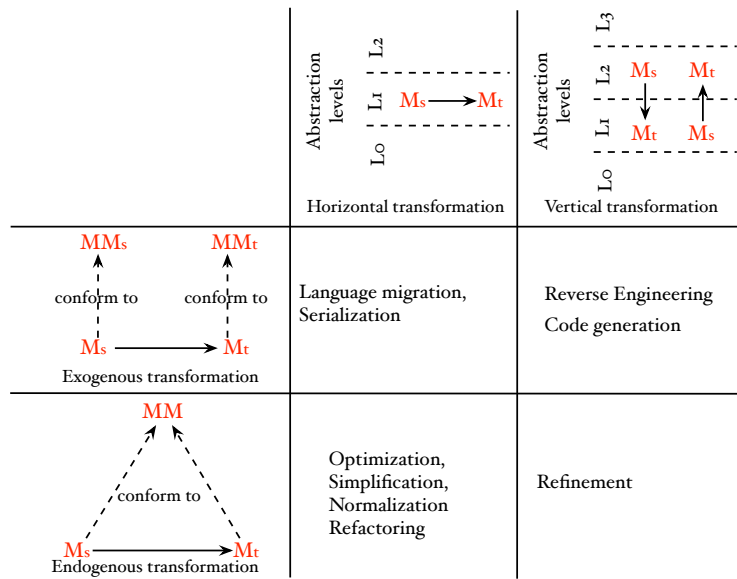 Abstraction
levels
L2
L1
L0
Ms
Mt
Horizontal transformation
Abstraction
levels
L3
L2
L1
L0
Ms
Mt
Mt
Ms
Vertical transformation
MMs
MMt
conform to
conform to
Ms
Mt
Exogenous transformation
Language migration,
Serialization
Reverse Engineering
Code generation
MM
conform to
Ms
Mt
Endogenous transformation
Optimization,
Simplification,
Normalization
Refactoring
Refinement